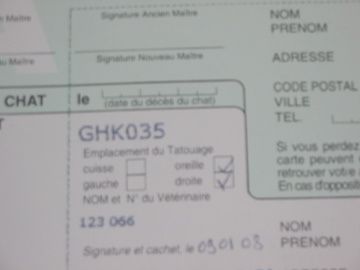 Signature Ancien Maître
NOM
PRENOM
u Maître
Signature Nouveau Maître
ADRESSE
CHAT
le
(date du décès du chat)
CODE POSTAL
VILLE
TEL.
GHK035
Emplacement du Tatouage
cuisse
oreille
gauche
droite
NOM et N° du Vétérinaire
123 066
Signature et cachet, le 09 01 08
Si vous perdez
carte peuvent
retrouver votre
En cas d'opposit
NOM
PRENOM